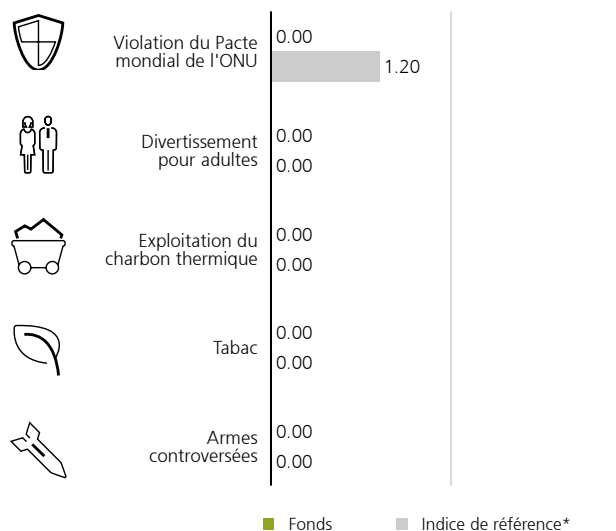 Violation du Pacte
mondial de l'ONU
0.00
1.20
Divertissement
pour adultes
0.00
0.00
Exploitation du
charbon thermique
0.00
0.00
Tabac
0.00
0.00
Armes
controversées
0.00
0.00
Fonds
Indice de référence*